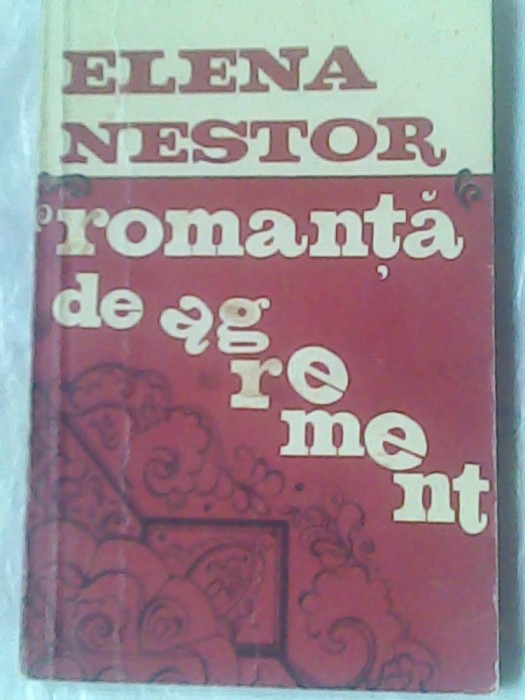 ELENA
NESTOR
romanță
de ag
re
me
nt